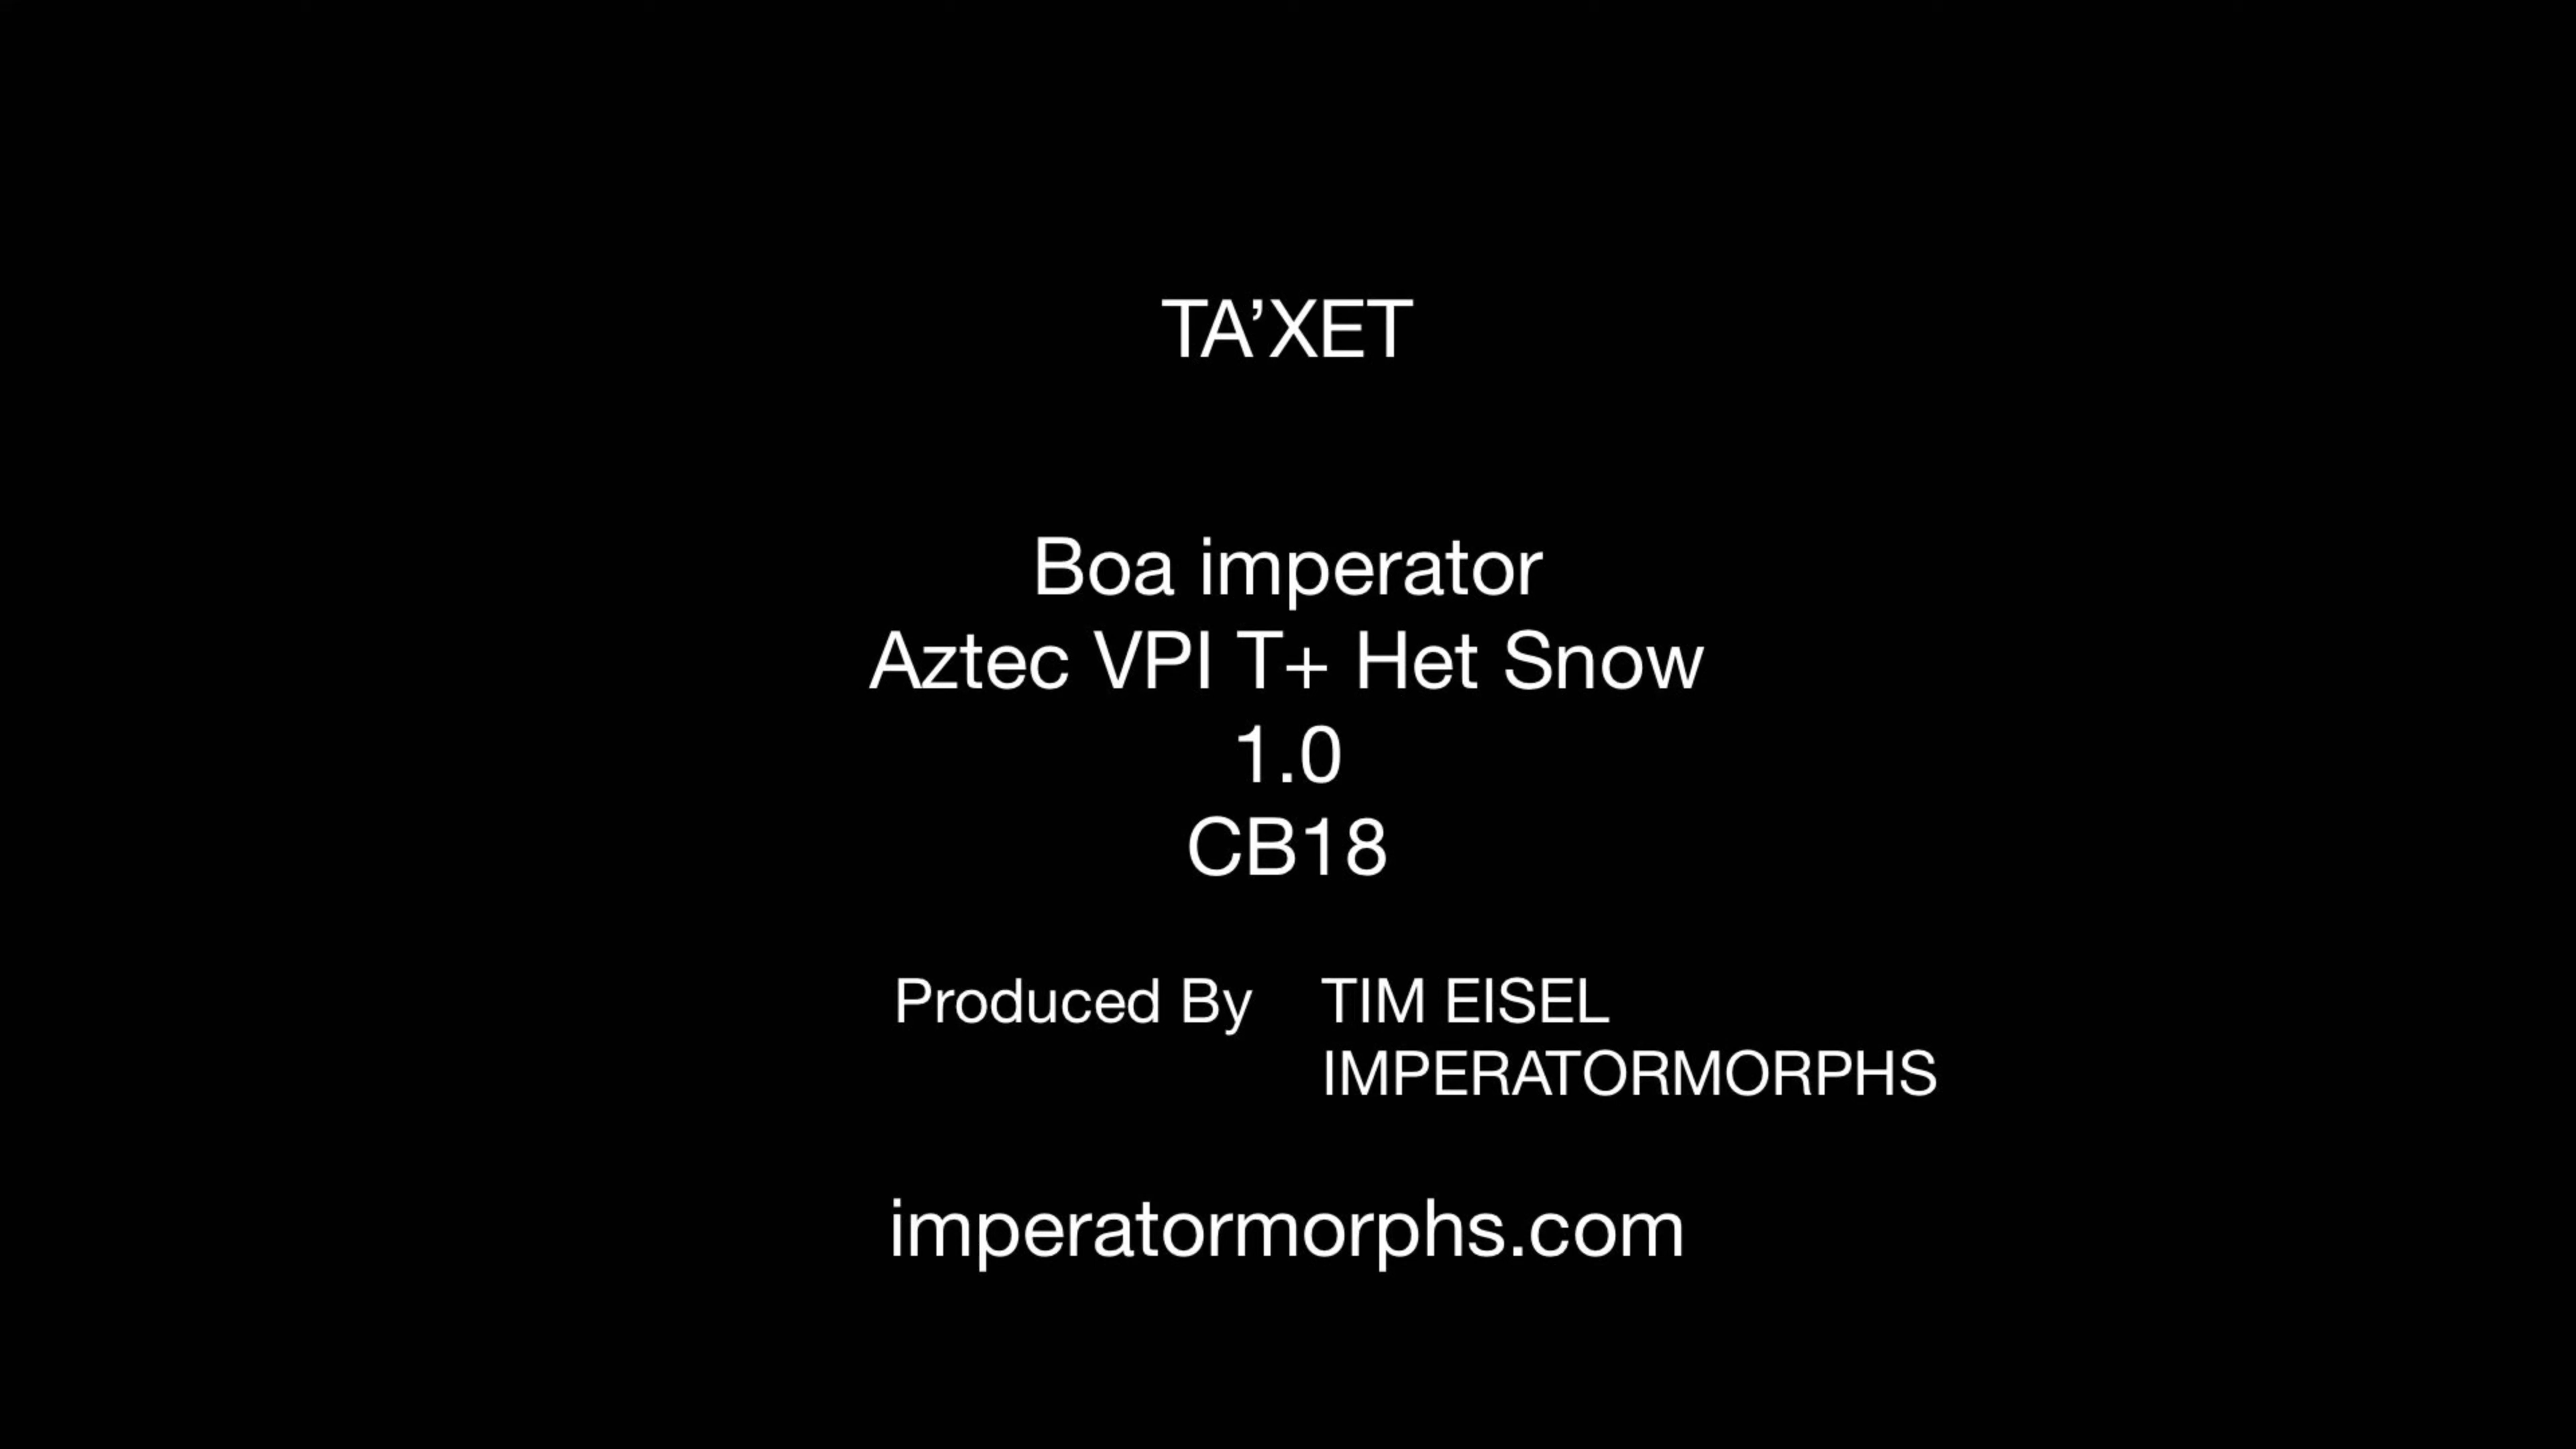 TA’XET
Boa imperator
Aztec VPI T+ Het Snow
1.0
CB18
Produced By TIM EISEL
IMPERATORMORPHS
imperatormorphs.com